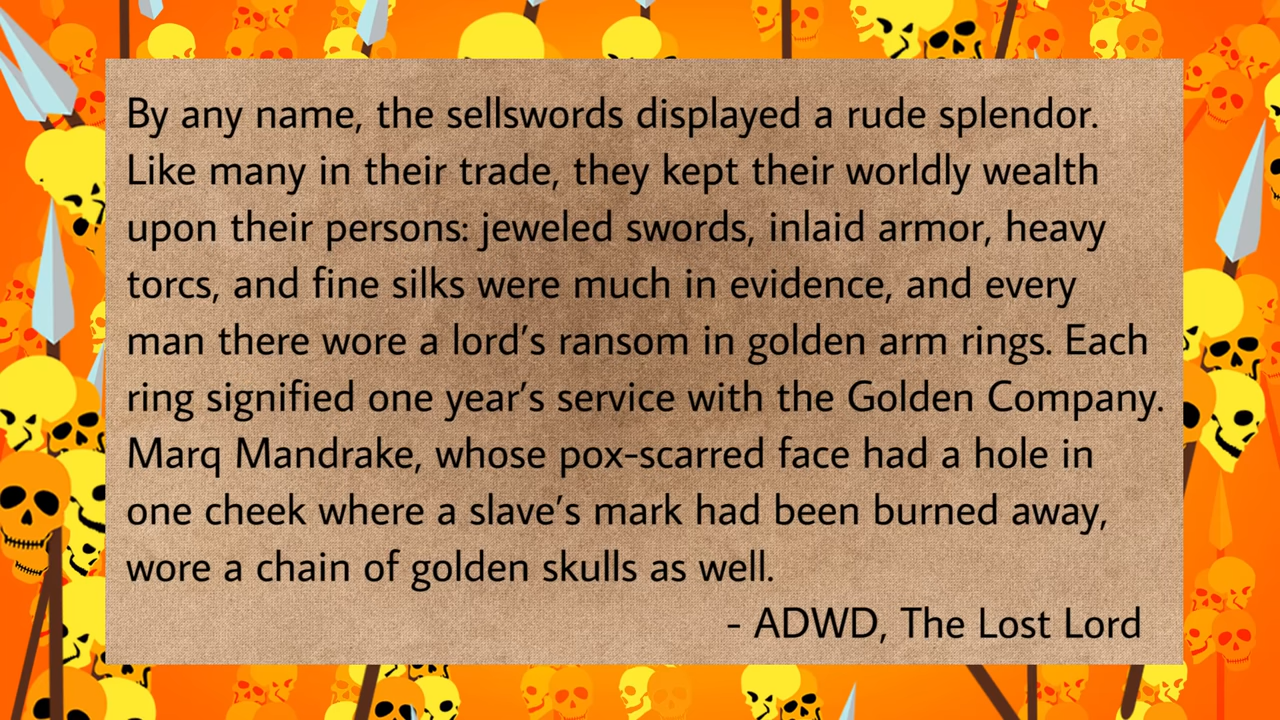 By any name, the sellswords displayed a rude splendor.
Like many in their trade, they kept their worldly wealth
upon their persons: jeweled swords, inlaid armor, heavy
torcs, and fine silks were much in evidence, and every
man there wore a lord’s ransom in golden arm rings. Each
ring signified one year’s service with the Golden Company.
Marq Mandrake, whose pox-scarred face had a hole in
one cheek where a slave’s mark had been burned away,
wore a chain of golden skulls as well.
- ADWD, The Lost Lord